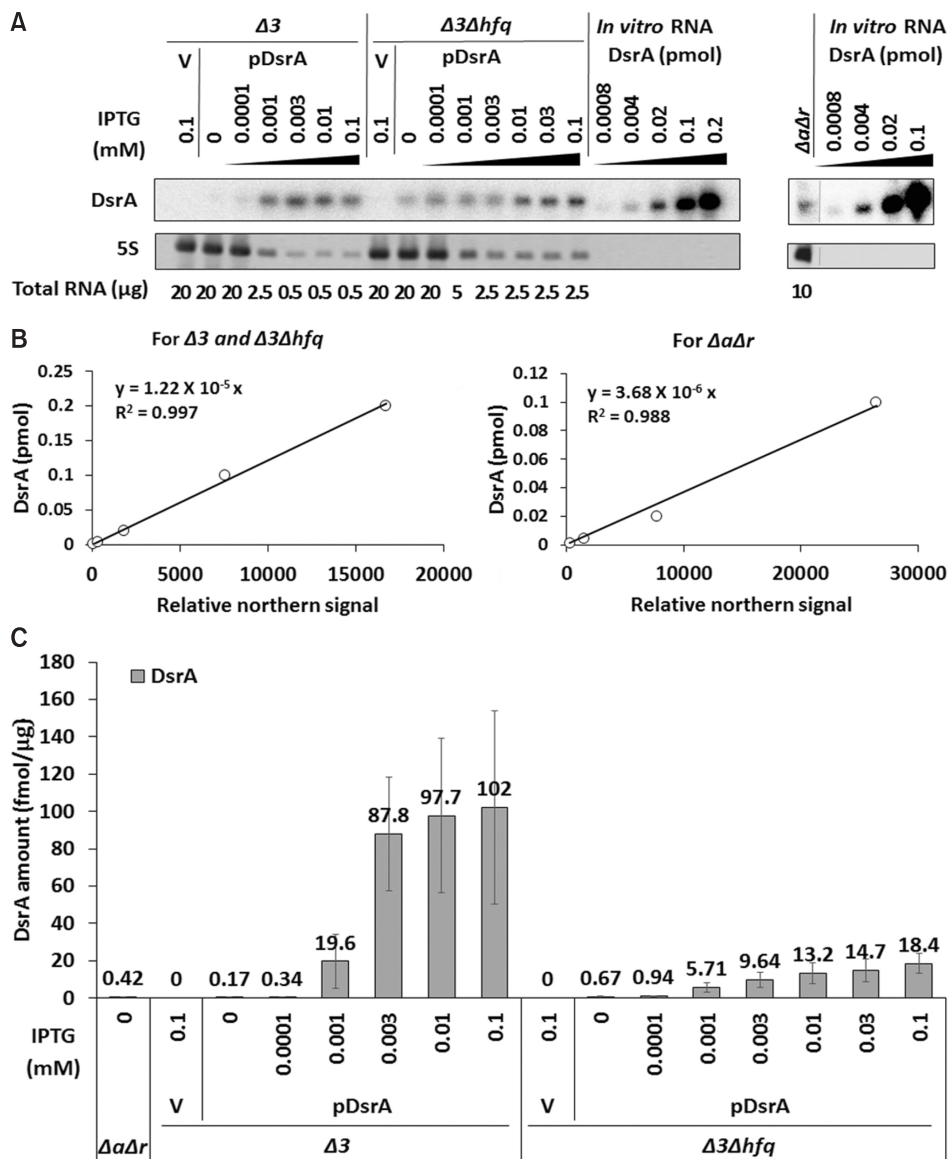 A
Δ3
Δ3Δhfq
In vitro RNA
In vitro RNA
V
pDsrA
V
pDsrA
DsrA (pmol)
DsrA (pmol)
IPTG
(mM)
0.1
0
0.0001
0.001
0.003
0.01
0.1
0.1
0
0.0001
0.001
0.003
0.01
0.03
0.1
0.0008
0.004
0.02
0.1
0.2
ΔaΔr
0.0008
0.004
0.02
0.1
DsrA
5S
Total RNA (μg) 20 20 20 2.5 0.5 0.5 0.5 20 20 20 5 2.5 2.5 2.5 2.5 10
B
For Δ3 and Δ3Δhfq
For ΔaΔr
y = 1.22 X 10⁻⁵ x
R² = 0.997
DsrA (pmol)
0.25
0.2
0.15
0.1
0.05
0
0 5000 10000 15000 20000
Relative northern signal
y = 3.68 X 10⁻⁶ x
R² = 0.988
DsrA (pmol)
0.12
0.1
0.08
0.06
0.04
0.02
0
0 10000 20000 30000
Relative northern signal
C
DsrA
DsrA amount (fmol/μg)
180
160
140
120
100
80
60
40
20
0
0.42 0 0.17 0.34 19.6 87.8 97.7 102 0 0.67 0.94 5.71 9.64 13.2 14.7 18.4
IPTG
(mM)
0
0.1
0
0.0001
0.001
0.003
0.01
0.1
0.1
0
0.0001
0.001
0.003
0.01
0.03
0.1
V
pDsrA
V
pDsrA
ΔaΔr
Δ3
Δ3Δhfq